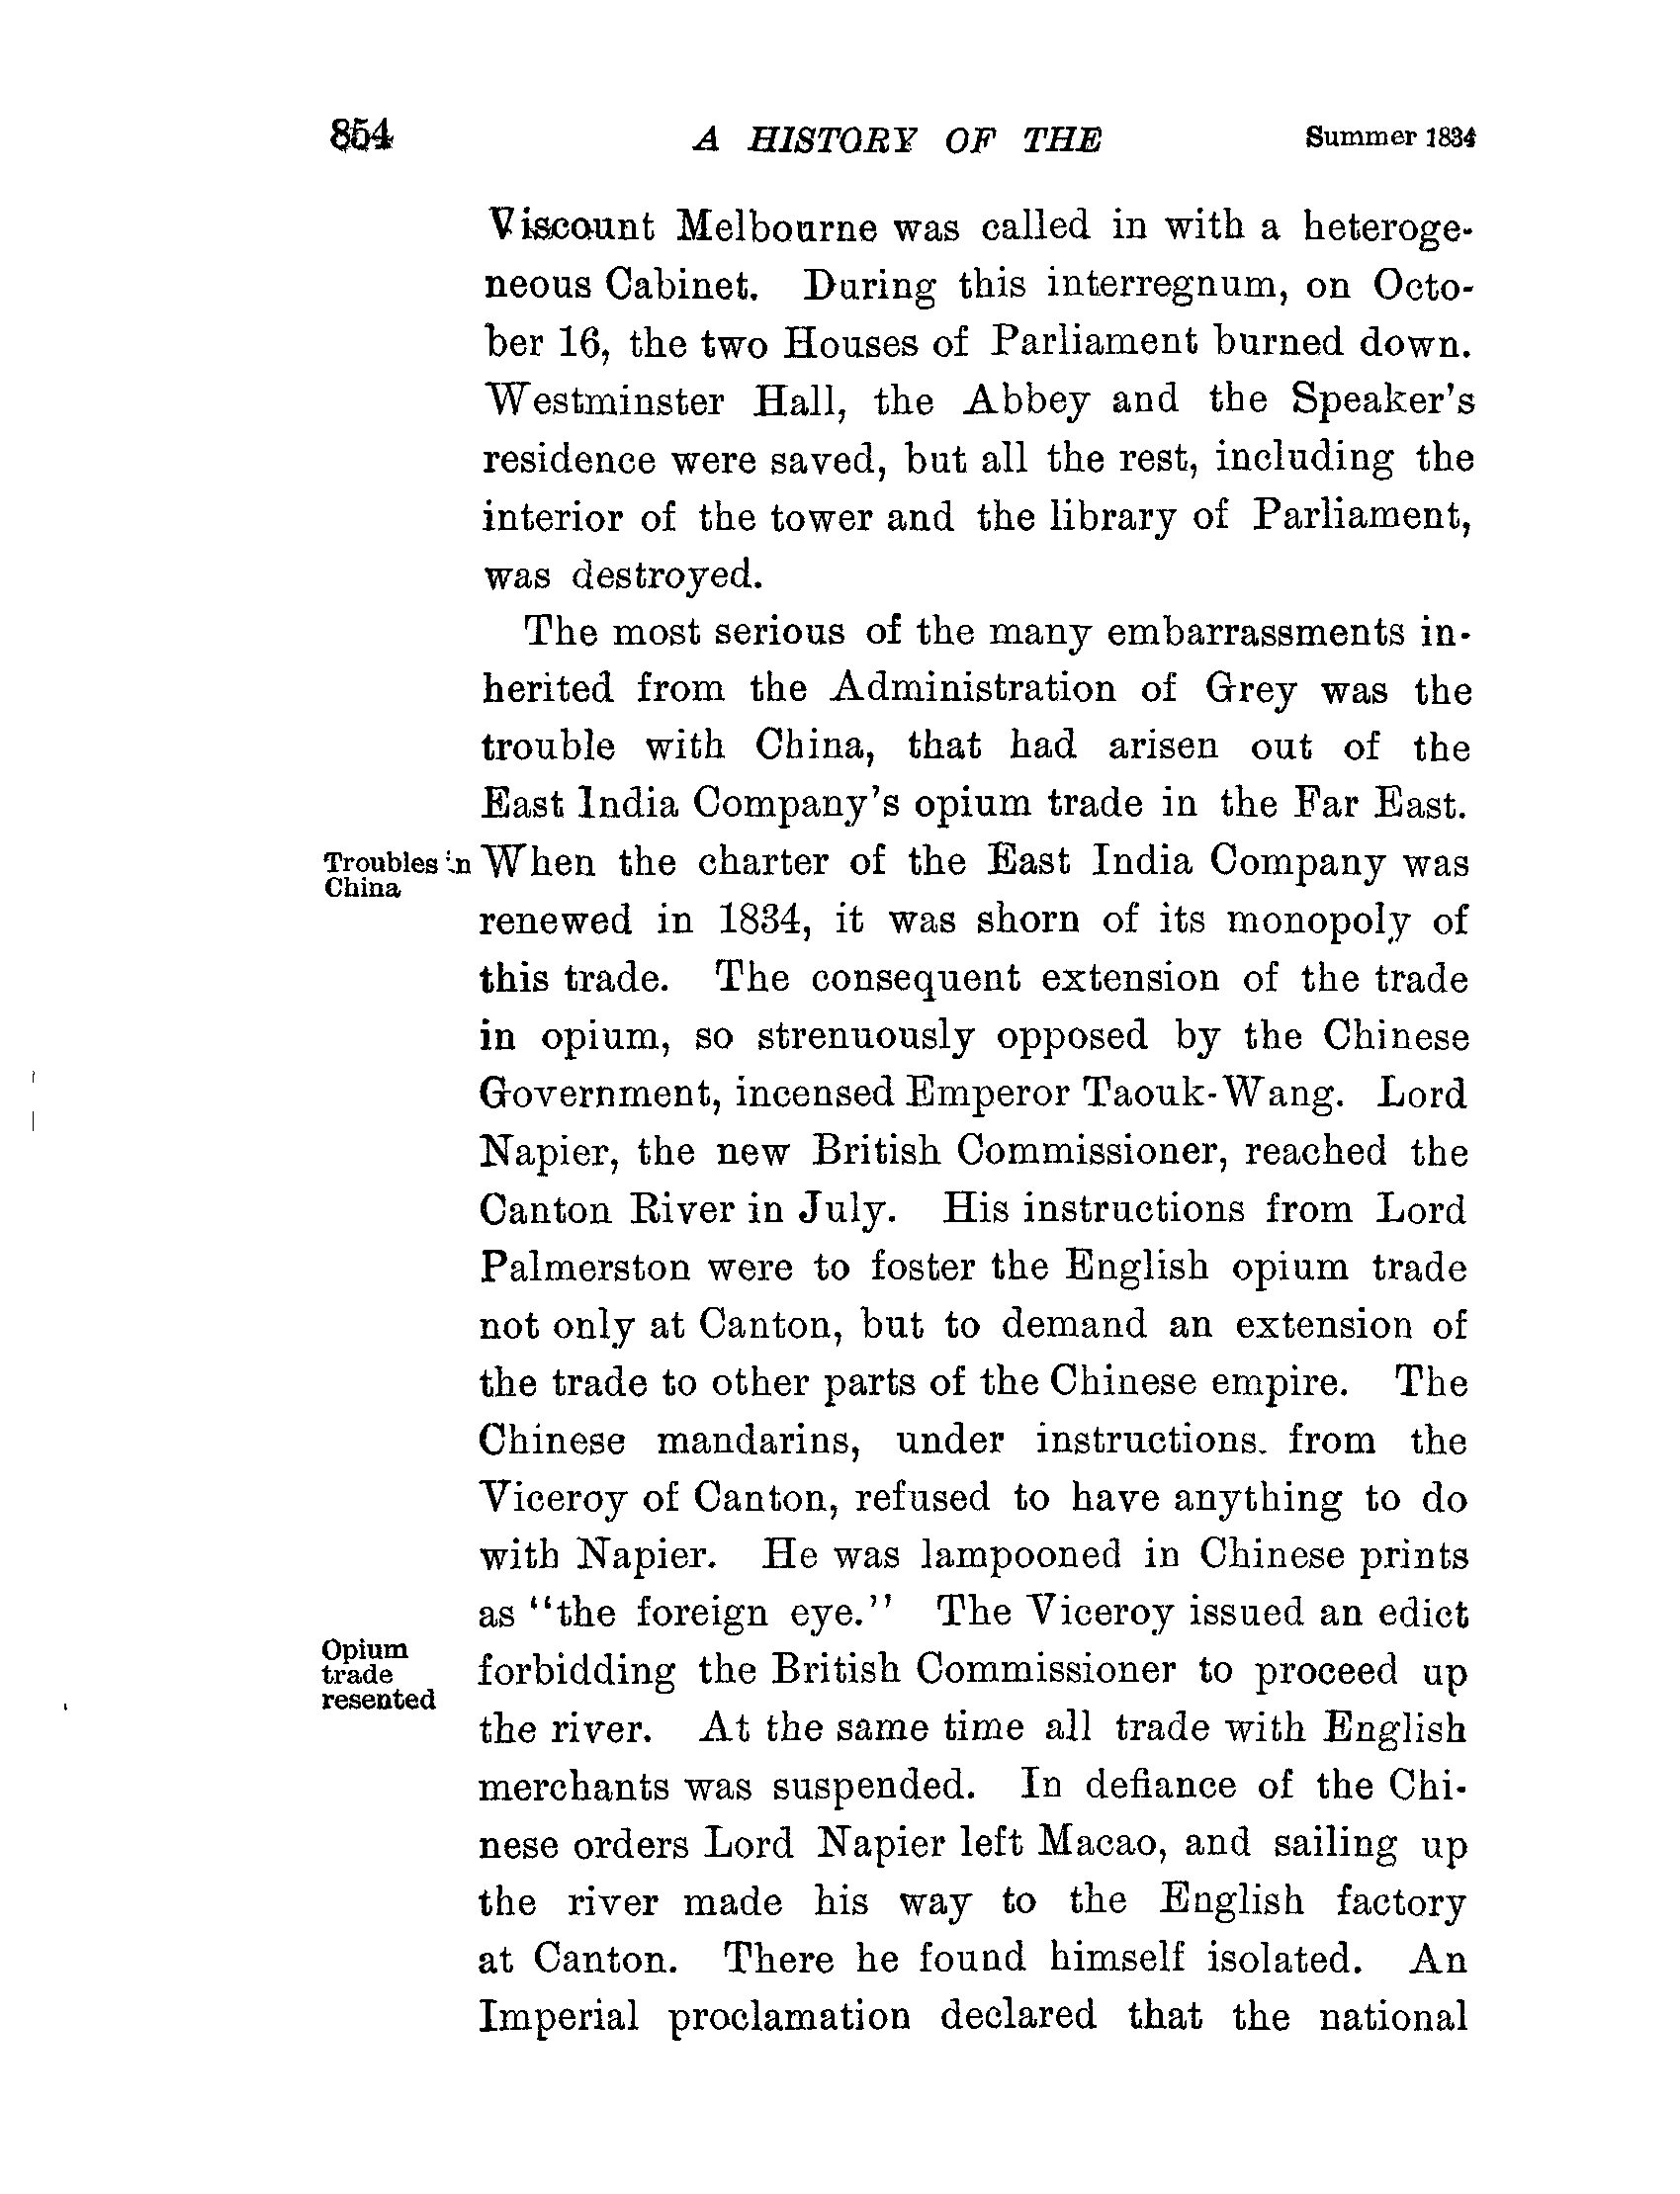 854 A HISTORY OF THE Summer 1834
Viscount Melbourne was called in with a heteroge-
neous Cabinet. During this interregnum, on Octo-
ber 16, the two Houses of Parliament burned down.
Westminster Hall, the Abbey and the Speaker's
residence were saved, but all the rest, including the
interior of the tower and the library of Parliament,
was destroyed.
The most serious of the many embarrassments in-
herited from the Administration of Grey was the
trouble with China, that had arisen out of the
East India Company's opium trade in the Far East.
Troubles in
China
When the charter of the East India Company was
renewed in 1834, it was shorn of its monopoly of
this trade. The consequent extension of the trade
in opium, so strenuously opposed by the Chinese
Government, incensed Emperor Taouk-Wang. Lord
Napier, the new British Commissioner, reached the
Canton River in July. His instructions from Lord
Palmerston were to foster the English opium trade
not only at Canton, but to demand an extension of
the trade to other parts of the Chinese empire. The
Chinese mandarins, under instructions. from the
Viceroy of Canton, refused to have anything to do
with Napier. He was lampooned in Chinese prints
as "the foreign eye." The Viceroy issued an edict
Opium
trade
resented
forbidding the British Commissioner to proceed up
the river. At the same time all trade with English
merchants was suspended. In defiance of the Chi-
nese orders Lord Napier left Macao, and sailing up
the river made his way to the English factory
at Canton. There he found himself isolated. An
Imperial proclamation declared that the national